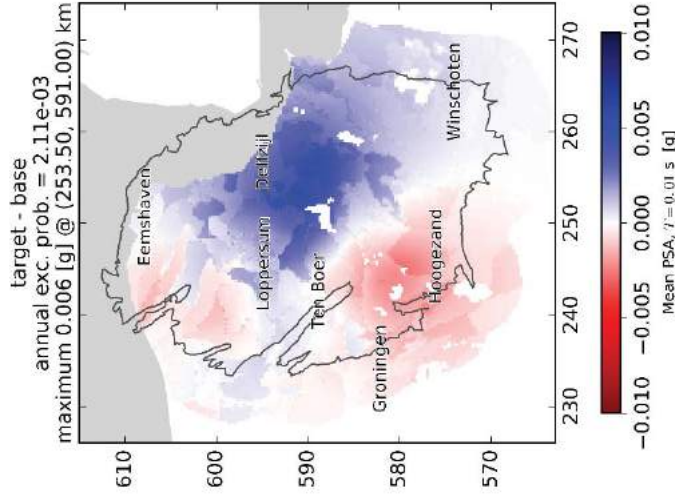 target - base
annual exc. prob. = 2.11e-03
maximum 0.006 [g] @ (253.50, 591.00) km
610
600
590
580
570
Eemshaven
Delfzijl
Loppersum
Ten Boer
Groningen
Hoogezand
Winschoten
230
240
250
260
270
−0.010
−0.005
0.000
0.005
0.010
Mean PSA, T = 0.01 s [g]